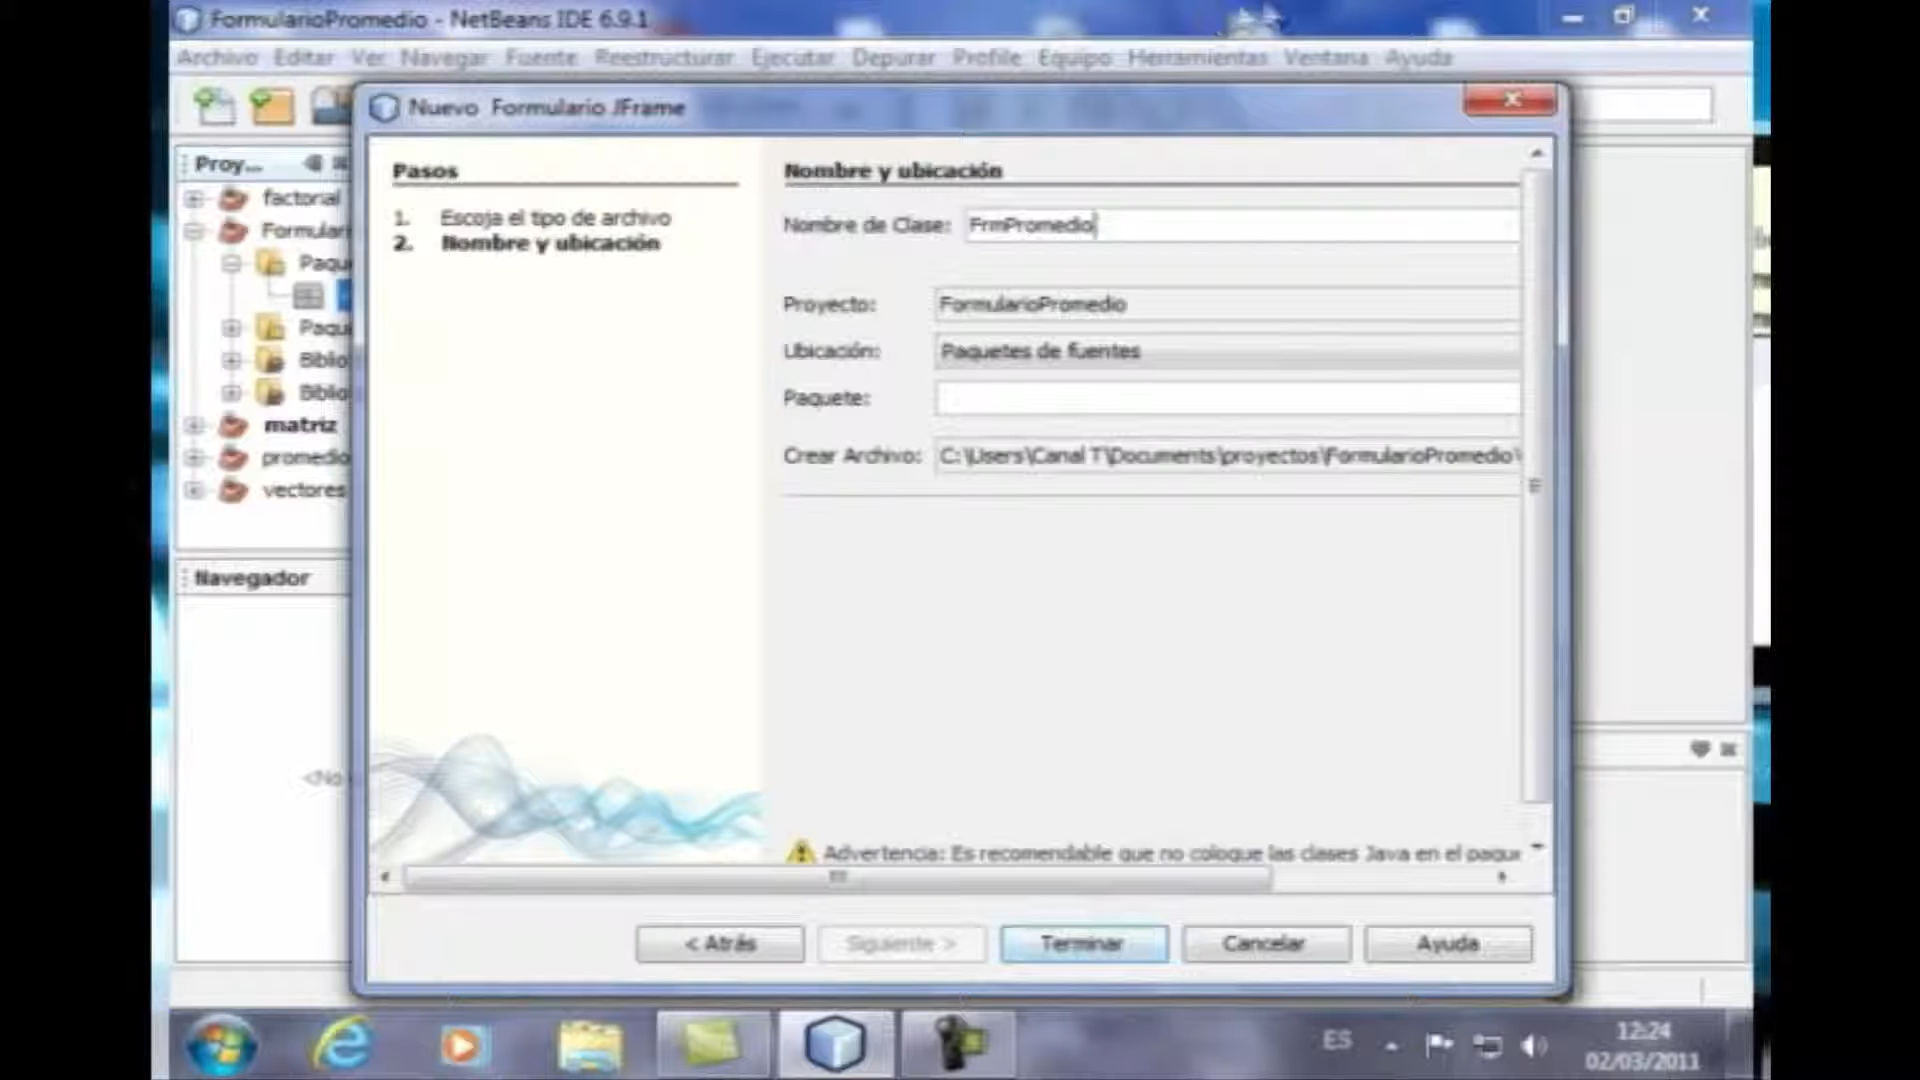 FormularioPromedio - NetBeans IDE 6.9.1
Archivo Editar Ver Navegar Fuente Reestructurar Ejecutar Depurar Profile Equipo Herramientas Ventana Ayuda
Nuevo Formulario JFrame
Proy...
factorial
Formulari
Paqu
Paqu
Biblio
Biblio
matriz
promedio
vectores
Navegador
<No
Pasos
1. Escoja el tipo de archivo
2. Nombre y ubicación
Nombre y ubicación
Nombre de Clase: FrmPromedio
Proyecto: FormularioPromedio
Ubicación: Paquetes de fuentes
Paquete:
Crear Archivo: C:\Users\Canal T\Documents\proyectos\FormularioPromedio\
Advertencia: Es recomendable que no coloque las clases Java en el paque
< Atrás Siguiente > Terminar Cancelar Ayuda
ES
12:24
02/03/2011